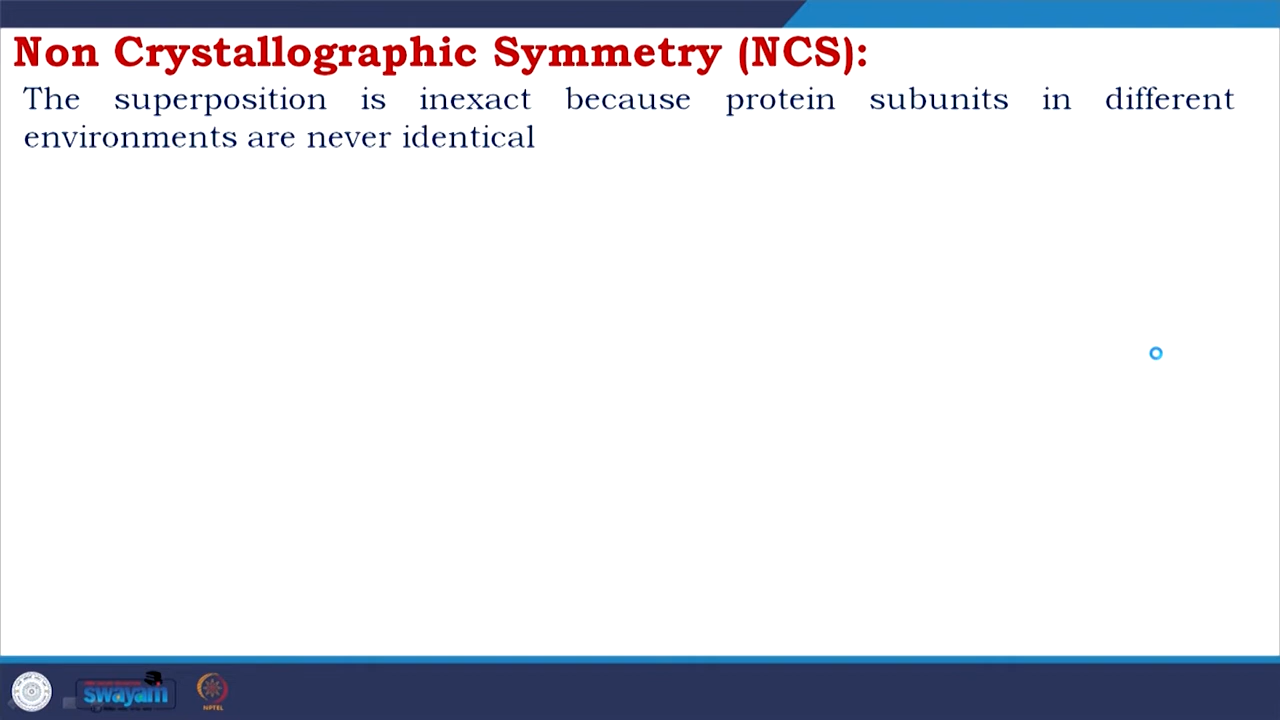 Non Crystallographic Symmetry (NCS):
The superposition is inexact because protein subunits in different
environments are never identical
swayam
NPTEL